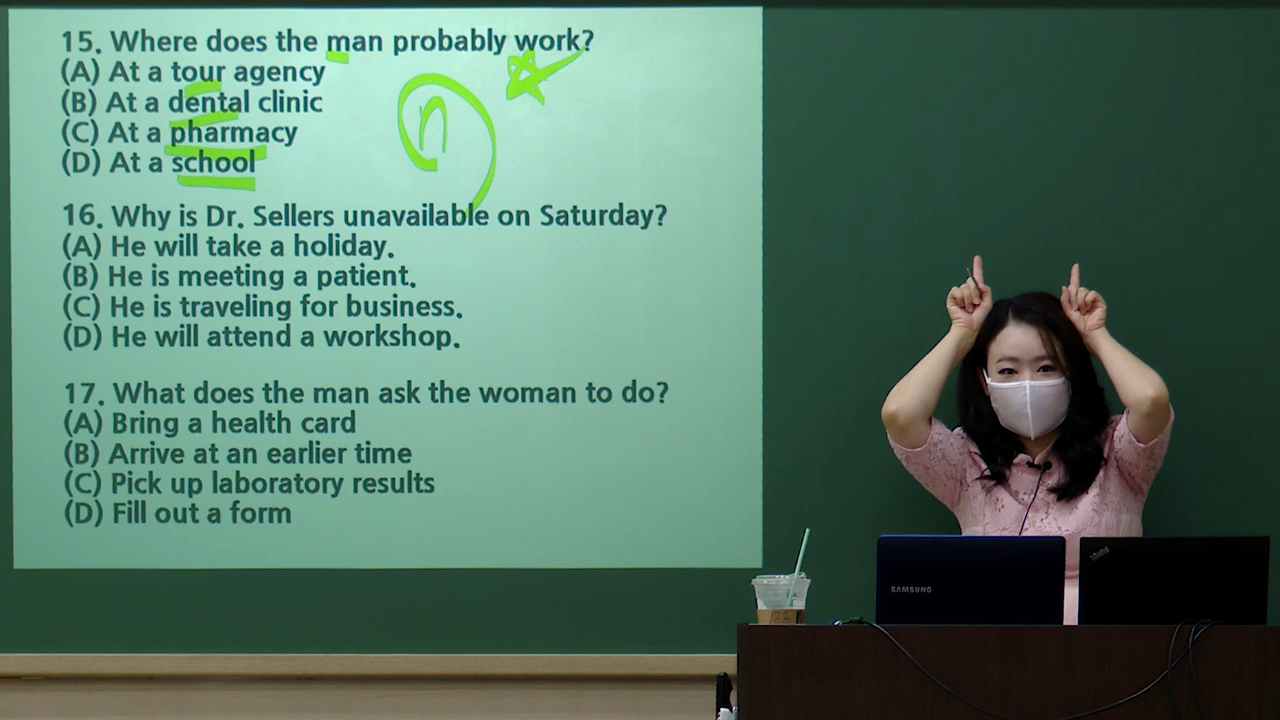 15. Where does the man probably work?
(A) At a tour agency
(B) At a dental clinic
(C) At a pharmacy
(D) At a school
n
16. Why is Dr. Sellers unavailable on Saturday?
(A) He will take a holiday.
(B) He is meeting a patient.
(C) He is traveling for business.
(D) He will attend a workshop.
17. What does the man ask the woman to do?
(A) Bring a health card
(B) Arrive at an earlier time
(C) Pick up laboratory results
(D) Fill out a form
SAMSUNG
ThinkPad